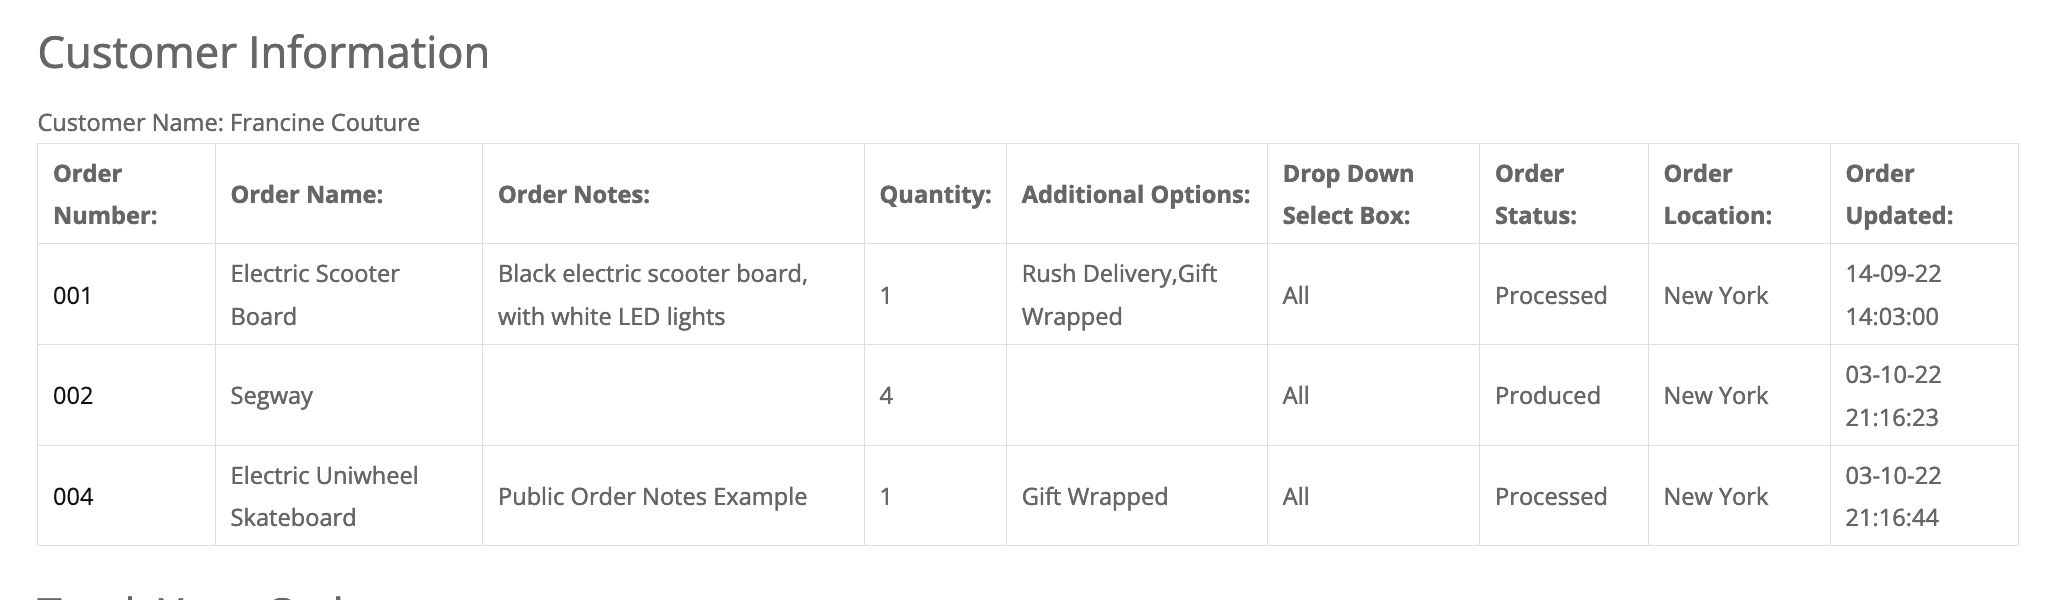 Customer Information
Customer Name: Francine Couture
Order Number: Order Name: Order Notes: Quantity: Additional Options: Drop Down Select Box: Order Status: Order Location: Order Updated:
001 Electric Scooter Board Black electric scooter board, with white LED lights 1 Rush Delivery,Gift Wrapped All Processed New York 14-09-22 14:03:00
002 Segway 4 All Produced New York 03-10-22 21:16:23
004 Electric Uniwheel Skateboard Public Order Notes Example 1 Gift Wrapped All Processed New York 03-10-22 21:16:44